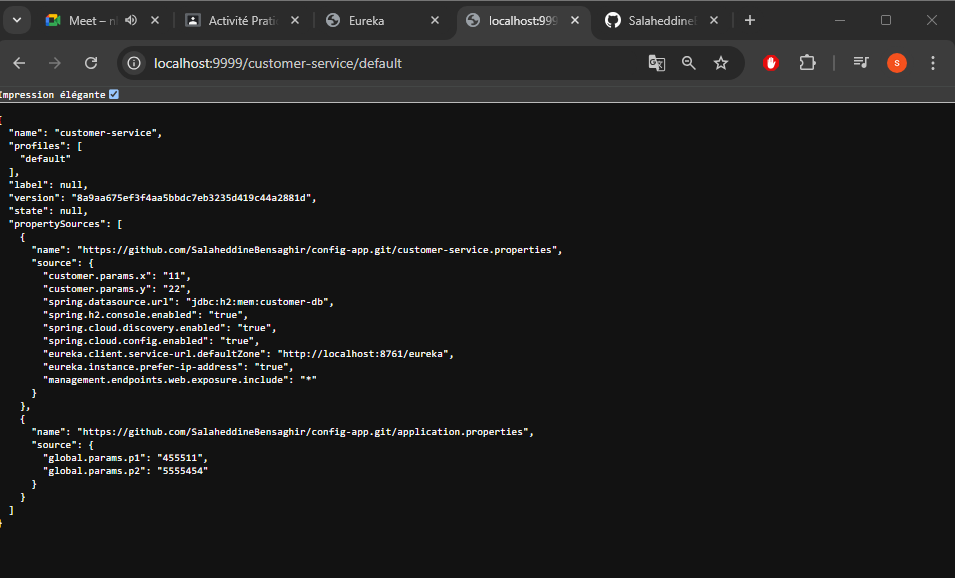 Meet – nl
Activité Prati
Eureka
localhost:999
Salaheddine
localhost:9999/customer-service/default
s
Impression élégante
{
"name": "customer-service",
"profiles": [
"default"
],
"label": null,
"version": "8a9aa675ef3f4aa5bbdc7eb3235d419c44a2881d",
"state": null,
"propertySources": [
{
"name": "https://github.com/SalaheddineBensaghir/config-app.git/customer-service.properties",
"source": {
"customer.params.x": "11",
"customer.params.y": "22",
"spring.datasource.url": "jdbc:h2:mem:customer-db",
"spring.h2.console.enabled": "true",
"spring.cloud.discovery.enabled": "true",
"spring.cloud.config.enabled": "true",
"eureka.client.service-url.defaultZone": "http://localhost:8761/eureka",
"eureka.instance.prefer-ip-address": "true",
"management.endpoints.web.exposure.include": "*"
}
},
{
"name": "https://github.com/SalaheddineBensaghir/config-app.git/application.properties",
"source": {
"global.params.p1": "455511",
"global.params.p2": "5555454"
}
}
]
}